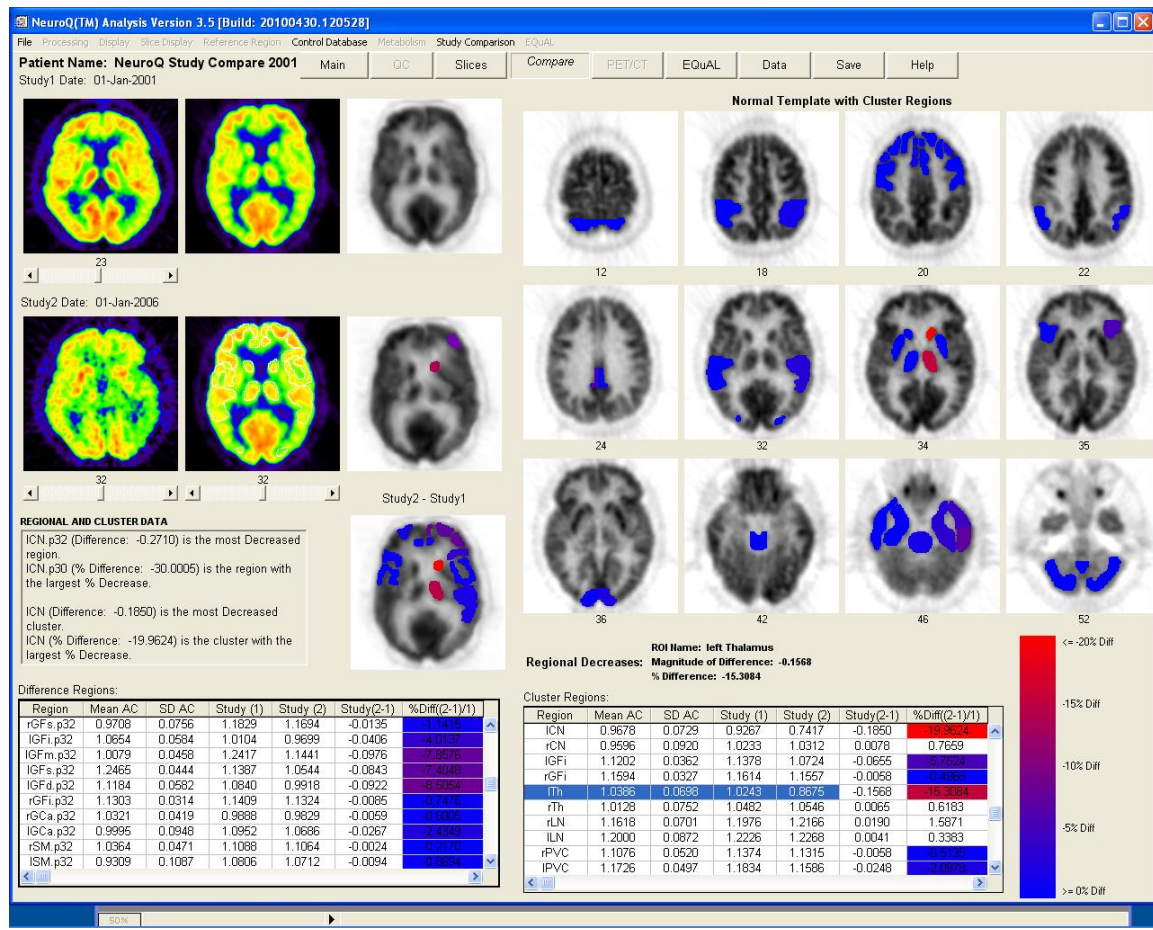 NeuroQ(TM) Analysis Version 3.5 [Build: 20100430.120528]
File Processing Display Slice Display Reference Region Control Database Metabolism Study Comparison EQuAL
Patient Name: NeuroQ Study Compare 2001
Main QC Slices Compare PET/CT EQuAL Data Save Help
Study1 Date: 01-Jan-2001
Normal Template with Cluster Regions
23
12 18 20 22
Study2 Date: 01-Jan-2006
24 32 34 35
32 32
Study2 - Study1
REGIONAL AND CLUSTER DATA
lCN.p32 (Difference: -0.2710) is the most Decreased
region.
lCN.p30 (% Difference: -30.0005) is the region with
the largest % Decrease.
lCN (Difference: -0.1850) is the most Decreased
cluster.
lCN (% Difference: -19.9624) is the cluster with the
largest % Decrease.
36 42 46 52
Regional Decreases:
ROI Name: left Thalamus
Magnitude of Difference: -0.1568
% Difference: -15.3084
<= -20% Diff
-15% Diff
-10% Diff
-5% Diff
>= 0% Diff
Difference Regions:
Region Mean AC SD AC Study (1) Study (2) Study(2-1) %Diff((2-1)/1)
rGFs.p32 0.9708 0.0756 1.1829 1.1694 -0.0135 -1.1415
lGFi.p32 1.0654 0.0584 1.0104 0.9699 -0.0406 -4.0137
lGFm.p32 1.0079 0.0458 1.2417 1.1441 -0.0976 -7.8576
lGFs.p32 1.2465 0.0444 1.1387 1.0544 -0.0843 -7.4048
lGFd.p32 1.1184 0.0582 1.0840 0.9918 -0.0922 -8.5054
rGFi.p32 1.1303 0.0314 1.1409 1.1324 -0.0085 -0.7475
rGCa.p32 1.0321 0.0419 0.9888 0.9829 -0.0059
lGCa.p32 0.9995 0.0948 1.0952 1.0686 -0.0267 -2.4349
rSM.p32 1.0364 0.0471 1.1088 1.1064 -0.0024 -0.2170
lSM.p32 0.9309 0.1087 1.0806 1.0712 -0.0094
Cluster Regions:
Region Mean AC SD AC Study (1) Study (2) Study(2-1) %Diff((2-1)/1)
lCN 0.9678 0.0729 0.9267 0.7417 -0.1850 -19.9624
rCN 0.9596 0.0920 1.0233 1.0312 0.0078 0.7659
lGFi 1.1202 0.0362 1.1378 1.0724 -0.0655 -5.7524
rGFi 1.1594 0.0327 1.1614 1.1557 -0.0058
lTh 1.0386 0.0698 1.0243 0.8675 -0.1568 -15.3084
rTh 1.0128 0.0752 1.0482 1.0546 0.0065 0.6183
rLN 1.1618 0.0701 1.1976 1.2166 0.0190 1.5871
lLN 1.2000 0.0872 1.2226 1.2268 0.0041 0.3383
rPVC 1.1076 0.0520 1.1374 1.1315 -0.0058
lPVC 1.1726 0.0497 1.1834 1.1586 -0.0248
50%